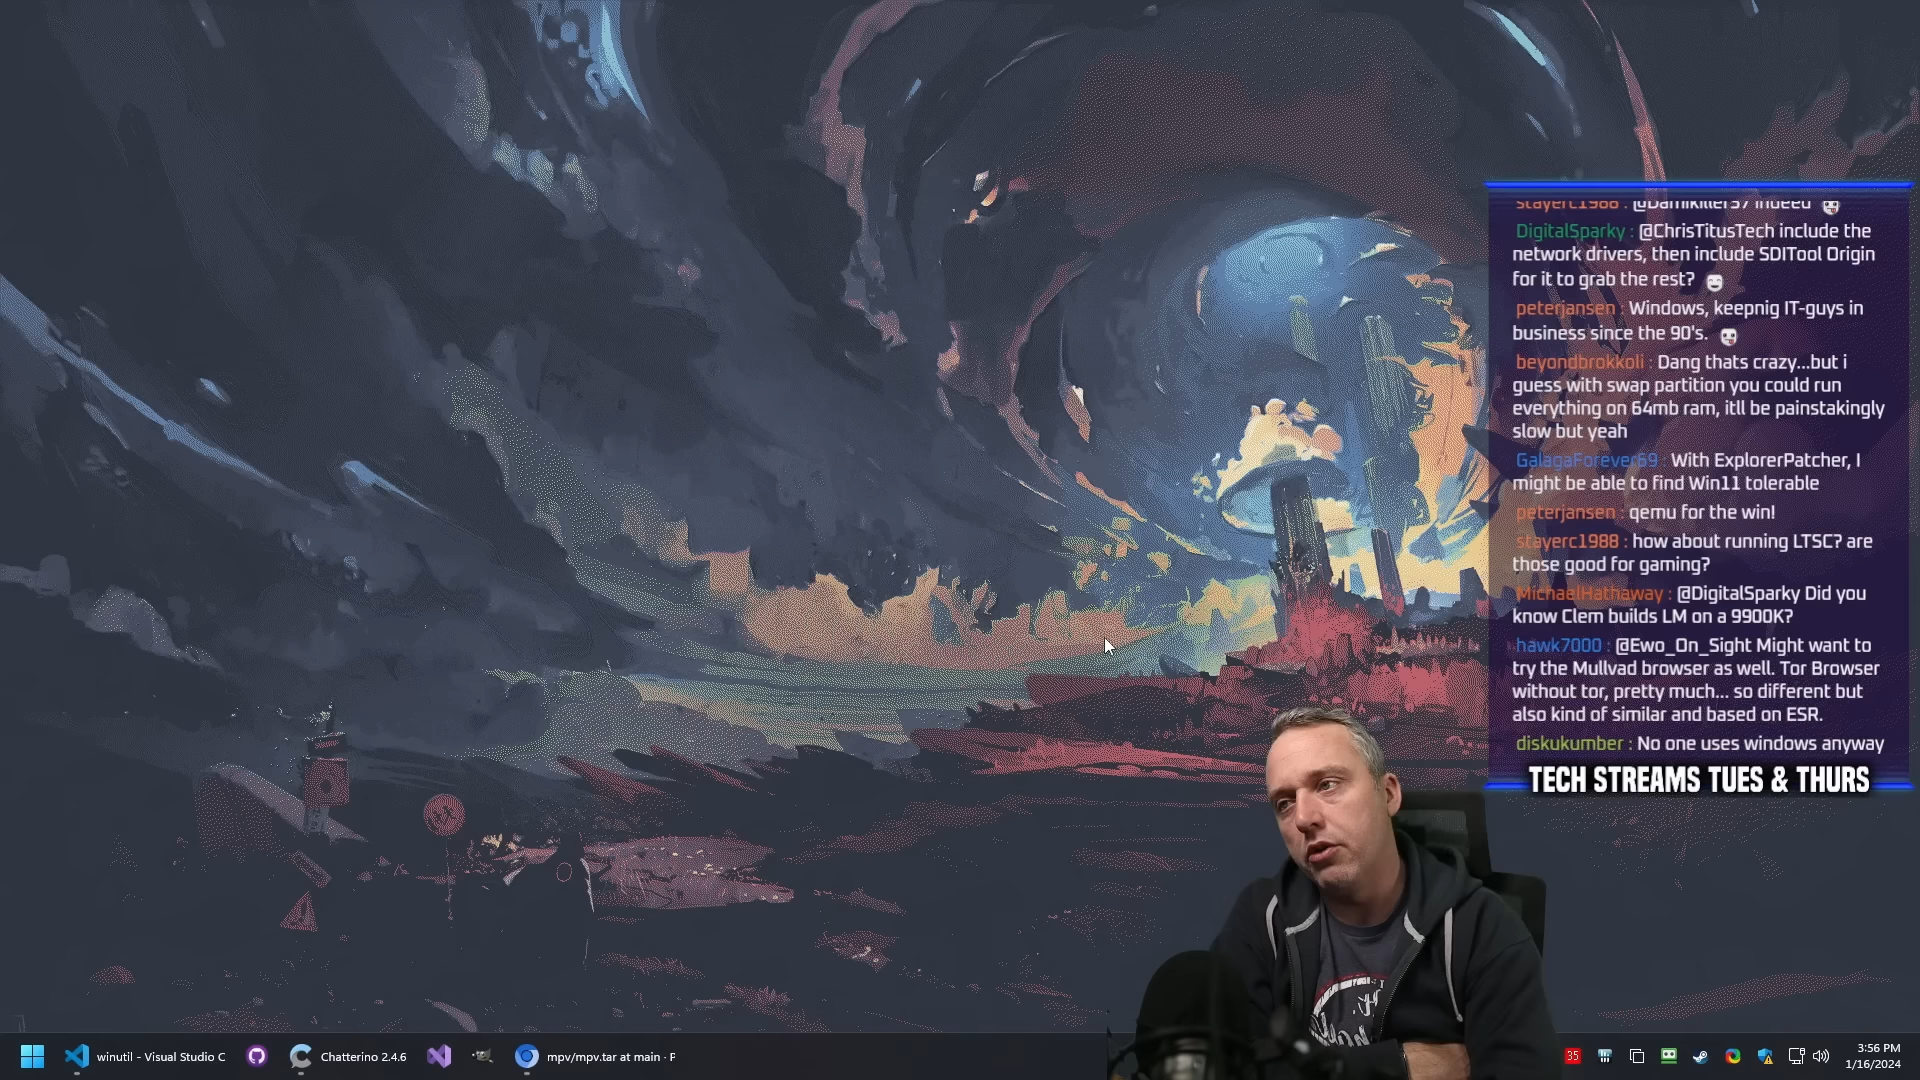 stayerc1988 : @Damikiller37 indeed
DigitalSparky : @ChrisTitusTech include the
network drivers, then include SDITool Origin
for it to grab the rest?
peterjansen : Windows, keepnig IT-guys in
business since the 90's.
beyondbrokkoli : Dang thats crazy...but i
guess with swap partition you could run
everything on 64mb ram, itll be painstakingly
slow but yeah
GalagaForever69 : With ExplorerPatcher, I
might be able to find Win11 tolerable
peterjansen : qemu for the win!
stayerc1988 : how about running LTSC? are
those good for gaming?
MichaelHathaway : @DigitalSparky Did you
know Clem builds LM on a 9900K?
hawk7000 : @Ewo_On_Sight Might want to
try the Mullvad browser as well. Tor Browser
without tor, pretty much... so different but
also kind of similar and based on ESR.
diskukumber : No one uses windows anyway
TECH STREAMS TUES & THURS
winutil - Visual Studio C
Chatterino 2.4.6
mpv/mpv.tar at main · P
35
3:56 PM
1/16/2024